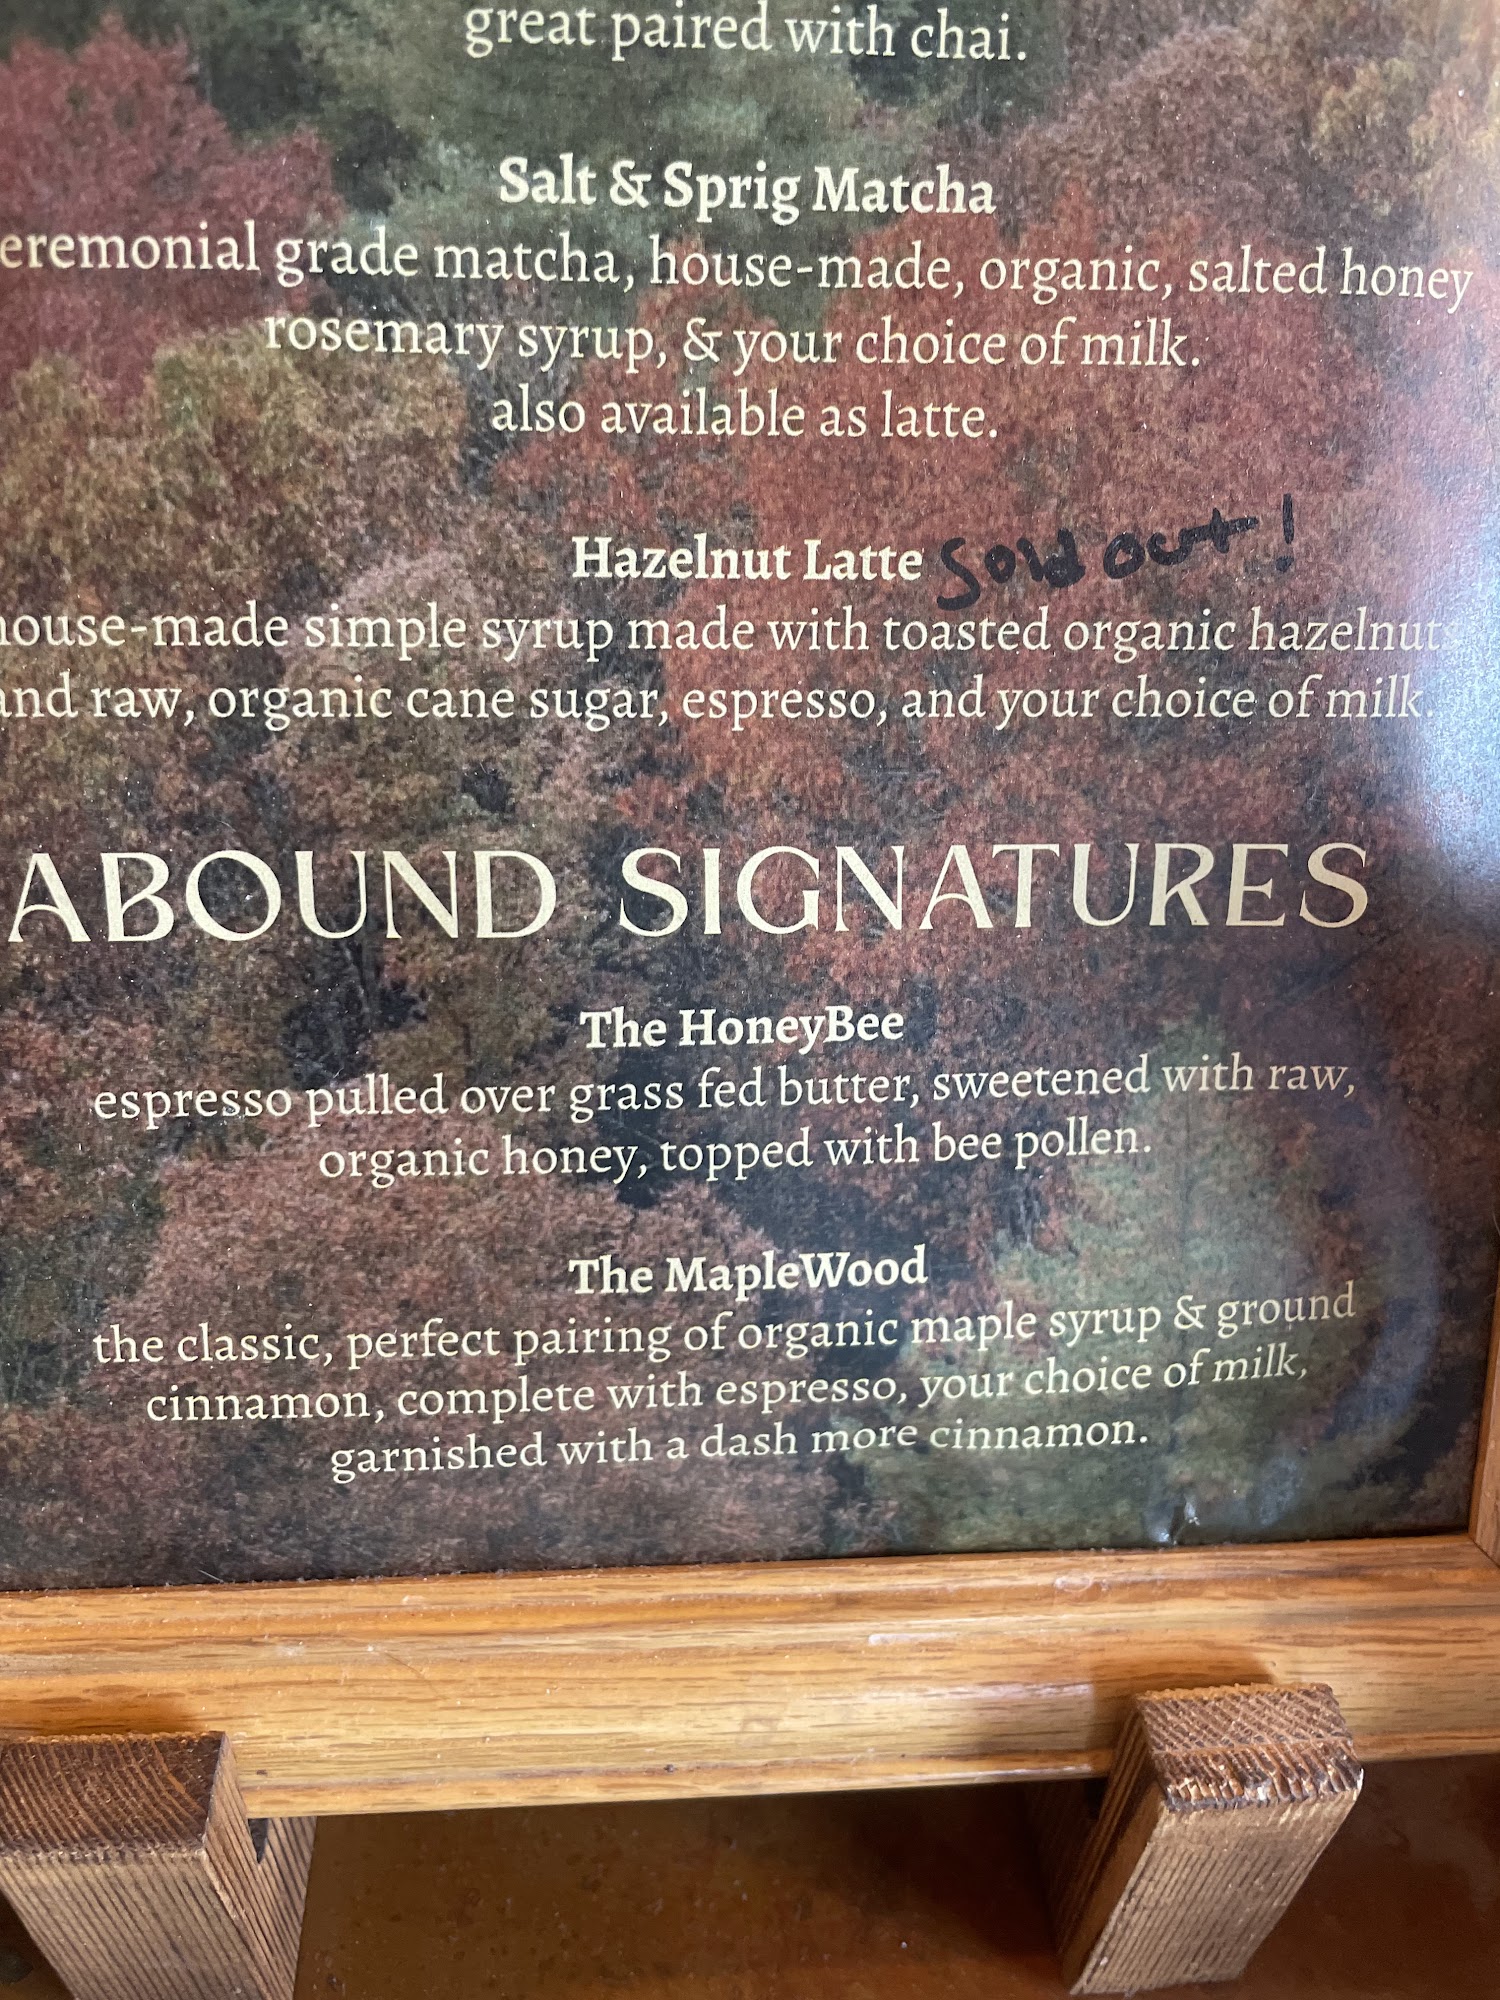 great paired with chai.
Salt & Sprig Matcha
eremonial grade matcha, house-made, organic, salted honey
rosemary syrup, & your choice of milk.
also available as latte.
Hazelnut Latte sold out!
house-made simple syrup made with toasted organic hazelnuts
and raw, organic cane sugar, espresso, and your choice of milk.
ABOUND SIGNATURES
The HoneyBee
espresso pulled over grass fed butter, sweetened with raw,
organic honey, topped with bee pollen.
The MapleWood
the classic, perfect pairing of organic maple syrup & ground
cinnamon, complete with espresso, your choice of milk,
garnished with a dash more cinnamon.